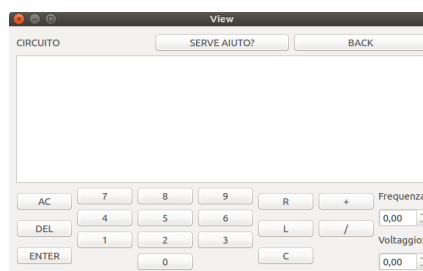 View
CIRCUITO SERVE AIUTO? BACK
AC 7 8 9 R + Frequenza
DEL 4 5 6 L / 0,00
1 2 3 Voltaggio:
ENTER 0 C 0,00